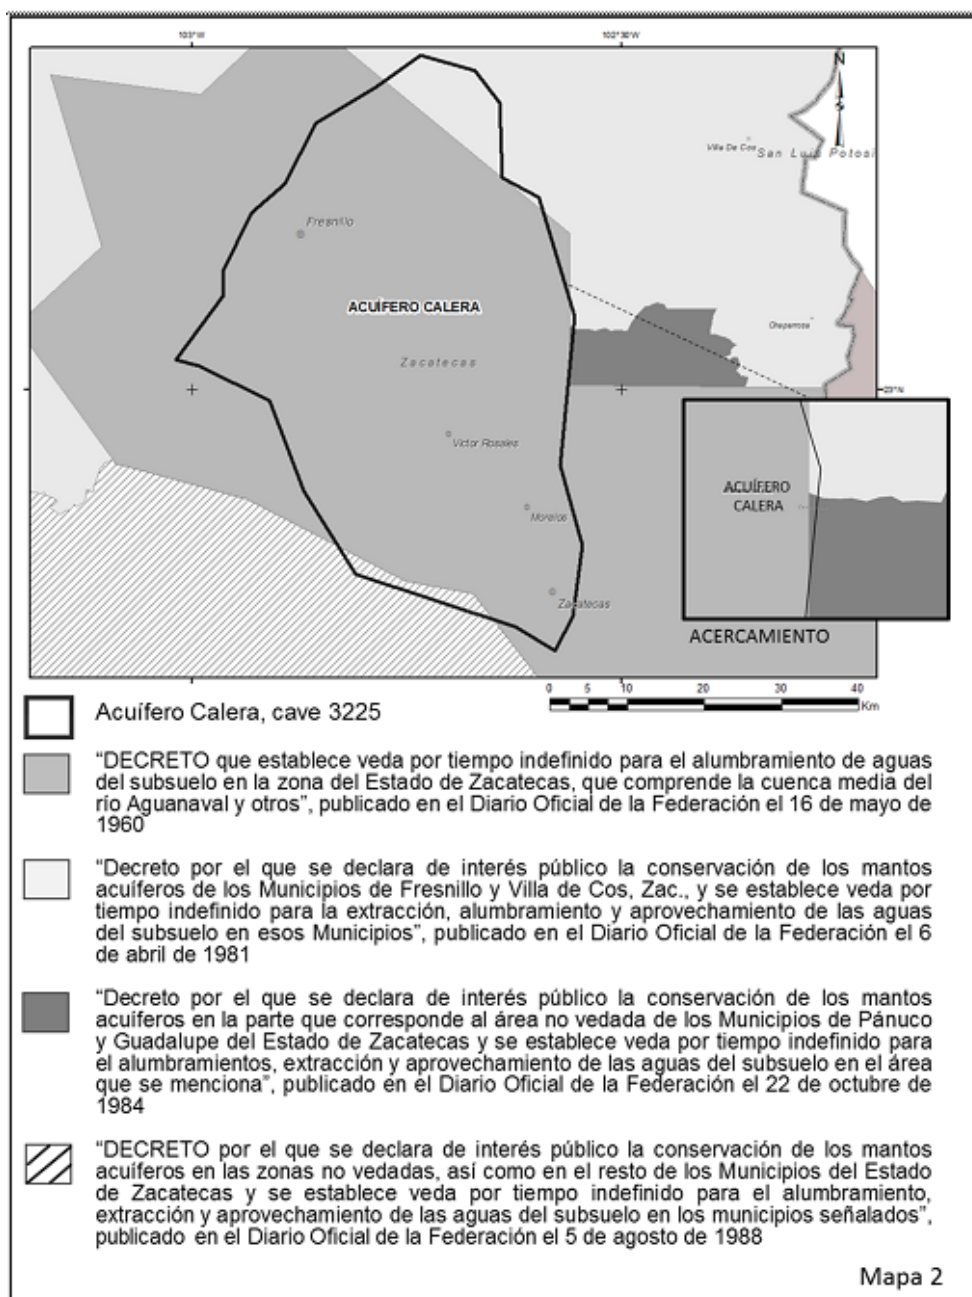 103°W
102°30'W
N
S
Villa De Cos
San Luis Potosí
Fresnillo
ACUÍFERO CALERA
Chaparrosa
Zacatecas
23°N
Víctor Rosales
ACUÍFERO
CALERA
Morelos
Zacatecas
ACERCAMIENTO
0 5 10 20 30 40
Km
Acuífero Calera, cave 3225
“DECRETO que establece veda por tiempo indefinido para el alumbramiento de aguas
del subsuelo en la zona del Estado de Zacatecas, que comprende la cuenca media del
río Aguanaval y otros”, publicado en el Diario Oficial de la Federación el 16 de mayo de
1960
“Decreto por el que se declara de interés público la conservación de los mantos
acuíferos de los Municipios de Fresnillo y Villa de Cos, Zac., y se establece veda por
tiempo indefinido para la extracción, alumbramiento y aprovechamiento de las aguas
del subsuelo en esos Municipios”, publicado en el Diario Oficial de la Federación el 6
de abril de 1981
“Decreto por el que se declara de interés público la conservación de los mantos
acuíferos en la parte que corresponde al área no vedada de los Municipios de Pánuco
y Guadalupe del Estado de Zacatecas y se establece veda por tiempo indefinido para
el alumbramientos, extracción y aprovechamiento de las aguas del subsuelo en el área
que se menciona”, publicado en el Diario Oficial de la Federación el 22 de octubre de
1984
“DECRETO por el que se declara de interés público la conservación de los mantos
acuíferos en las zonas no vedadas, así como en el resto de los Municipios del Estado
de Zacatecas y se establece veda por tiempo indefinido para el alumbramiento,
extracción y aprovechamiento de las aguas del subsuelo en los municipios señalados”,
publicado en el Diario Oficial de la Federación el 5 de agosto de 1988
Mapa 2